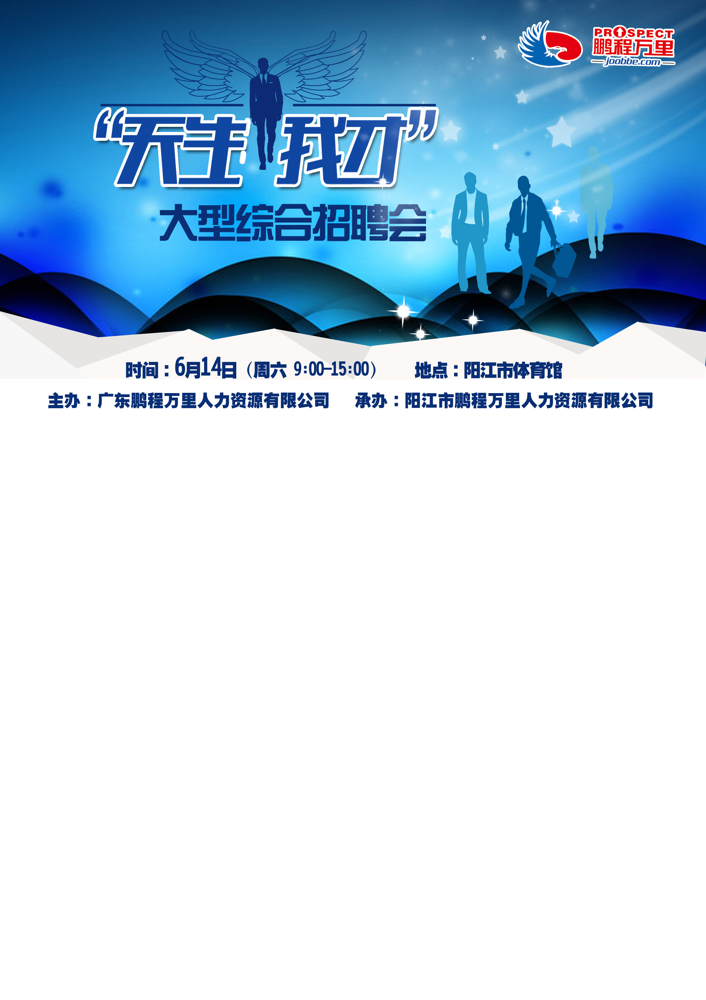 PROSPECT
鹏程万里
joobbe.com
“天生 我才”
大型综合招聘会
时间：6月14日（周六 9:00-15:00） 地点：阳江市体育馆
主办：广东鹏程万里人力资源有限公司 承办：阳江市鹏程万里人力资源有限公司